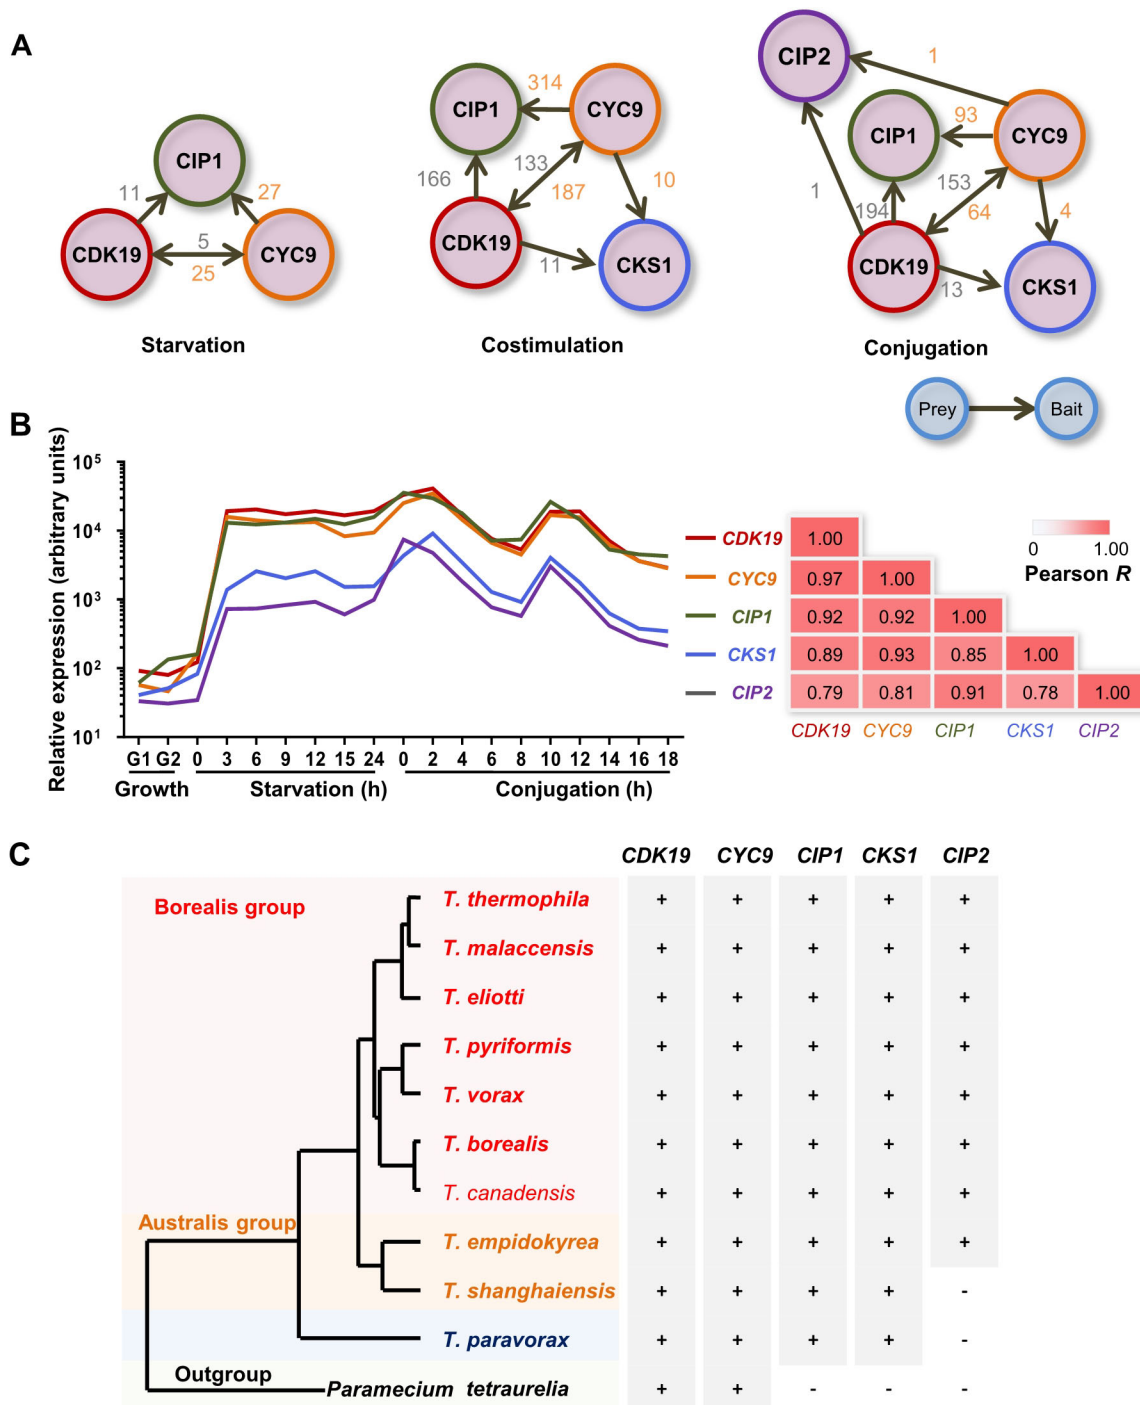 A
CIP1
11
27
CDK19
5
25
CYC9
Starvation
CIP1
314
CYC9
166
133
187
10
CDK19
11
CKS1
Costimulation
CIP2
1
CIP1
93
CYC9
1
194
153
64
4
CDK19
13
CKS1
Conjugation
Prey
Bait
B
Relative expression (arbitrary units)
10⁵
10⁴
10³
10²
10¹
G1 G2 0 3 6 9 12 15 24 0 2 4 6 8 10 12 14 16 18
Growth Starvation (h) Conjugation (h)
CDK19 1.00
CYC9 0.97 1.00
CIP1 0.92 0.92 1.00
CKS1 0.89 0.93 0.85 1.00
CIP2 0.79 0.81 0.91 0.78 1.00
CDK19 CYC9 CIP1 CKS1 CIP2
0 1.00
Pearson R
C
CDK19 CYC9 CIP1 CKS1 CIP2
Borealis group
T. thermophila + + + + +
T. malaccensis + + + + +
T. eliotti + + + + +
T. pyriformis + + + + +
T. vorax + + + + +
T. borealis + + + + +
T. canadensis + + + + +
Australis group
T. empidokyrea + + + + +
T. shanghaiensis + + + + -
T. paravorax + + + + -
Outgroup
Paramecium tetraurelia + + - - -